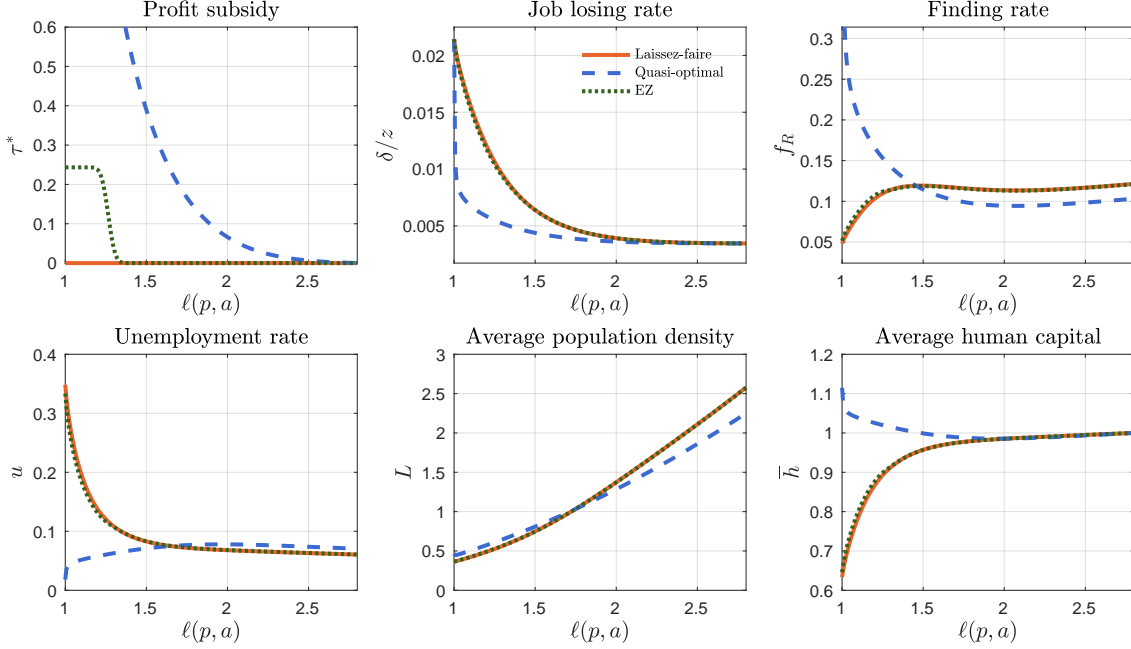 Profit subsidy
0.6
0.5
0.4
0.3
0.2
0.1
0
τ*
1
1.5
2
2.5
ℓ(p, a)
Job losing rate
0.02
0.015
0.01
0.005
δ/z
Laissez-faire
Quasi-optimal
EZ
1
1.5
2
2.5
ℓ(p, a)
Finding rate
0.3
0.25
0.2
0.15
0.1
0.05
f_R
1
1.5
2
2.5
ℓ(p, a)
Unemployment rate
0.4
0.3
0.2
0.1
0
u
1
1.5
2
2.5
ℓ(p, a)
Average population density
3
2.5
2
1.5
1
0.5
0
L
1
1.5
2
2.5
ℓ(p, a)
Average human capital
1.2
1.1
1
0.9
0.8
0.7
0.6
h̅
1
1.5
2
2.5
ℓ(p, a)